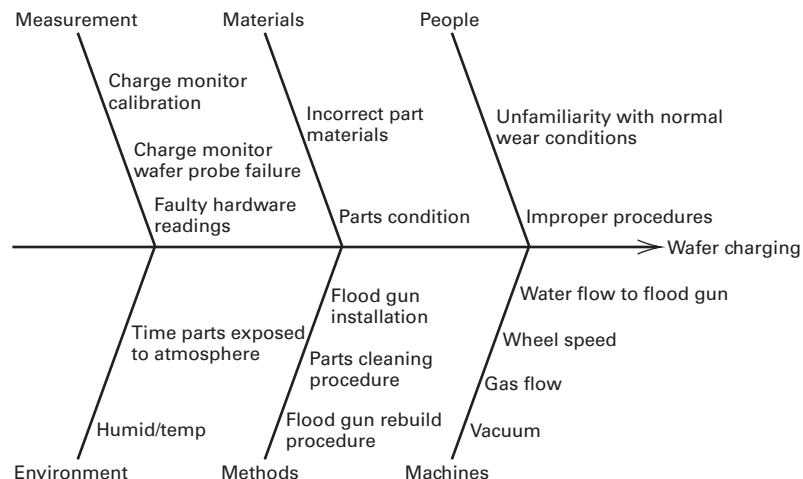 Measurement
Materials
People
Charge monitor
calibration
Charge monitor
wafer probe failure
Faulty hardware
readings
Incorrect part
materials
Parts condition
Unfamiliarity with normal
wear conditions
Improper procedures
Wafer charging
Time parts exposed
to atmosphere
Humid/temp
Flood gun
installation
Parts cleaning
procedure
Flood gun rebuild
procedure
Water flow to flood gun
Wheel speed
Gas flow
Vacuum
Environment
Methods
Machines